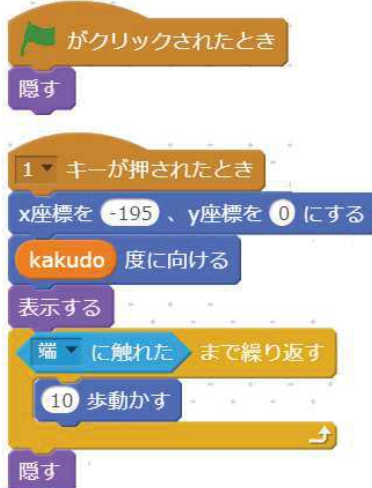 がクリックされたとき
隠す
1 キーが押されたとき
x座標を -195 、y座標を 0 にする
kakudo 度に向ける
表示する
端 に触れた まで繰り返す
10 歩動かす
隠す